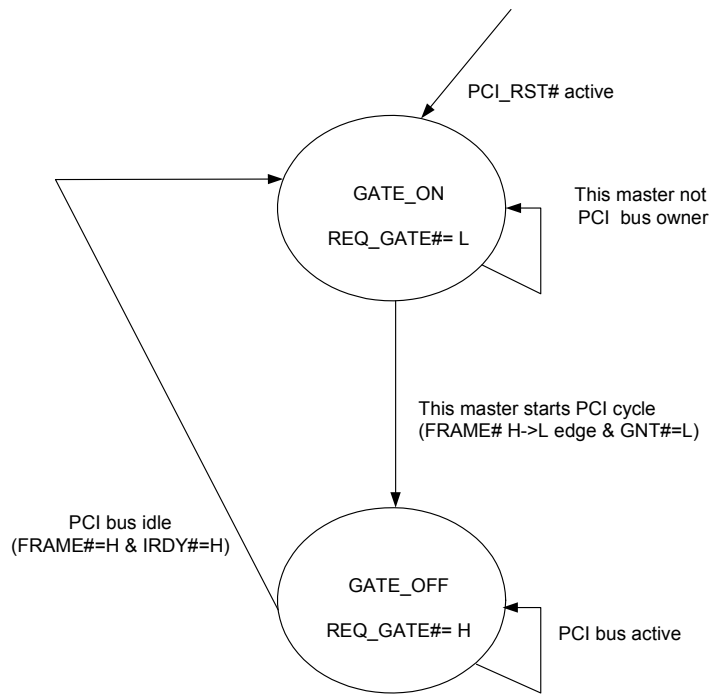 PCI_RST# active
GATE_ON
REQ_GATE#= L
This master not
PCI bus owner
This master starts PCI cycle
(FRAME# H->L edge & GNT#=L)
PCI bus idle
(FRAME#=H & IRDY#=H)
GATE_OFF
REQ_GATE#= H
PCI bus active